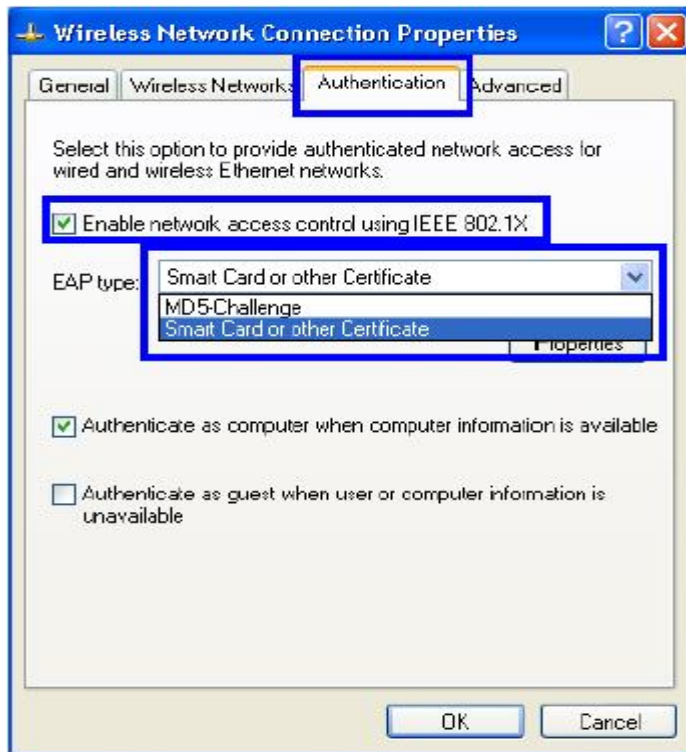 Wireless Network Connection Properties
General Wireless Networks Authentication Advanced
Select this option to provide authenticated network access for
wired and wireless Ethernet networks.
Enable network access control using IEEE 802.1X
EAP type: Smart Card or other Certificate
MD5-Challenge
Smart Card or other Certificate
Properties
Authenticate as computer when computer information is available
Authenticate as guest when user or computer information is
unavailable
OK Cancel